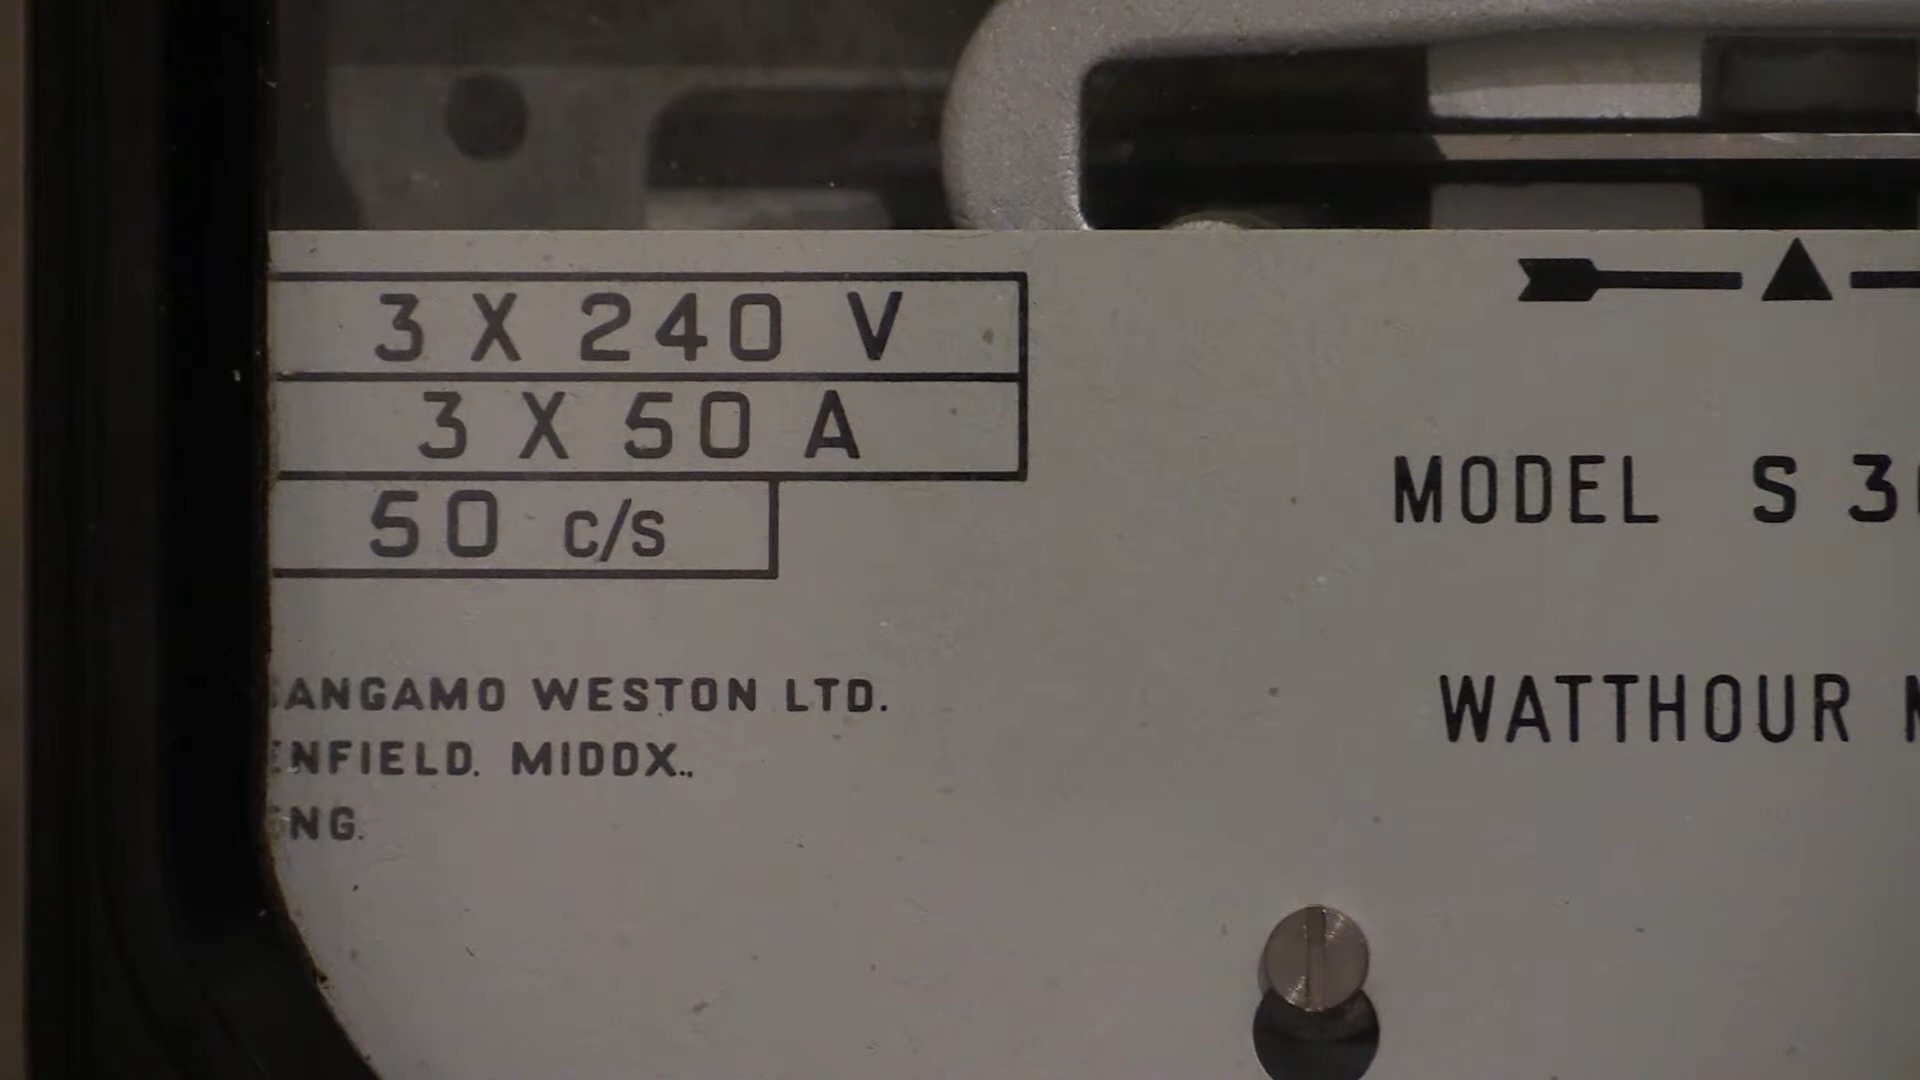 3 X 240 V
3 X 50 A
50 c/s
MODEL S 3
ANGAMO WESTON LTD.
WATTHOUR
NFIELD. MIDDX.,
NG.